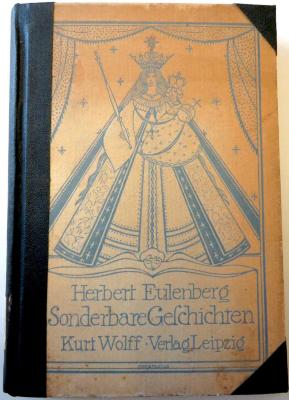 Herbert Eulenberg
Sonderbare Geſchichten
Kurt Wolff · Verlag Leipzig